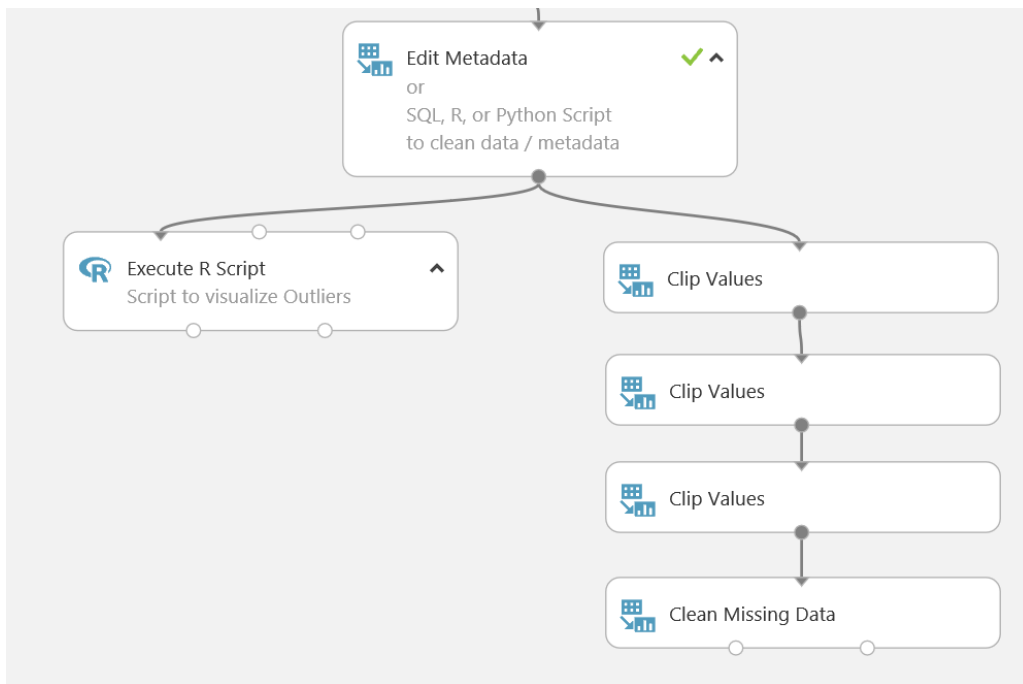 Edit Metadata
or
SQL, R, or Python Script
to clean data / metadata
Execute R Script
Script to visualize Outliers
Clip Values
Clip Values
Clip Values
Clean Missing Data